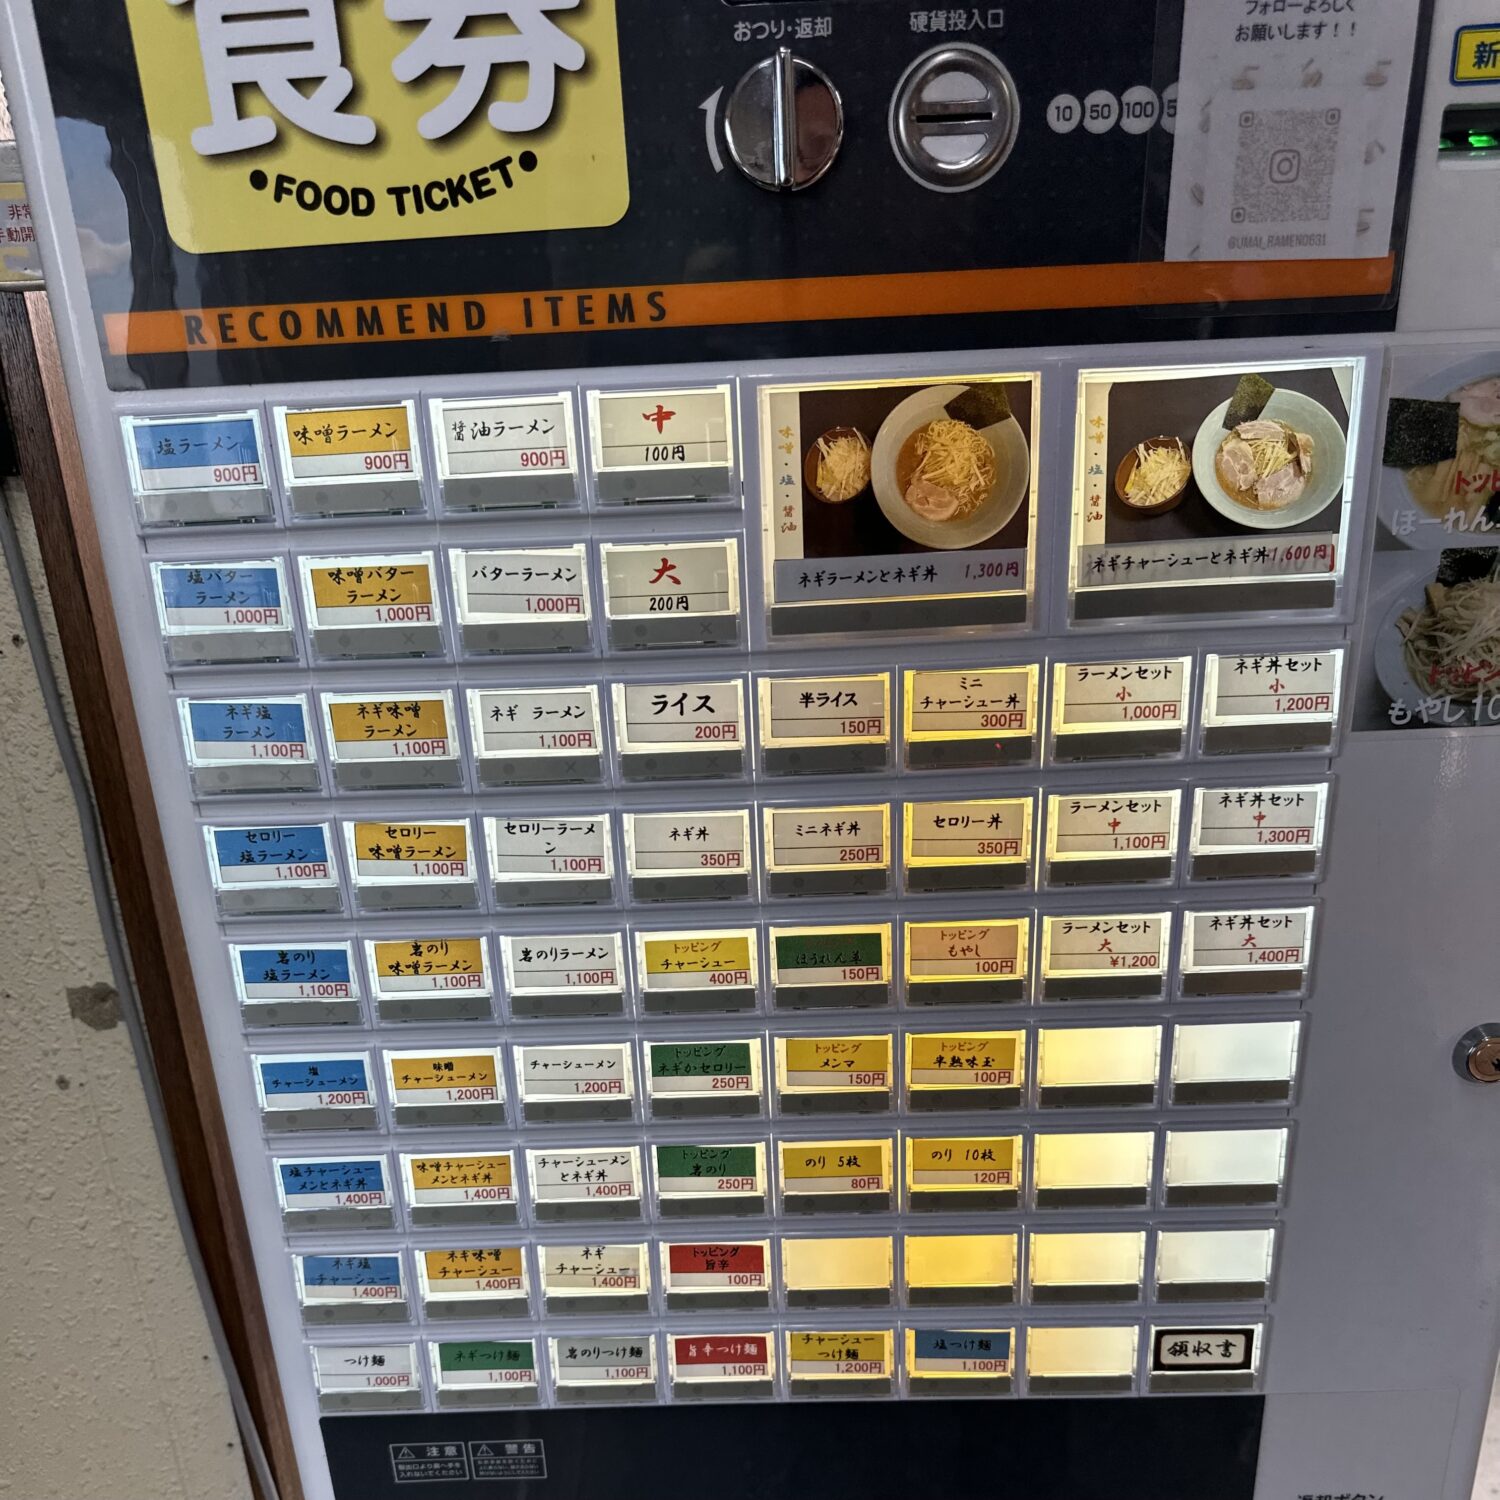 食券
•FOOD TICKET•
おつり・返却
硬貨投入口
10 50 100
フォローよろしく
お願いします！！
@UMAI_RAMEN0631
新
RECOMMEND ITEMS
塩ラーメン
900円
味噌ラーメン
900円
醤油ラーメン
900円
中
100円
味噌・塩・醤油
ネギラーメンとネギ丼 1,300円
味噌・塩・醤油
ネギチャーシューとネギ丼 1,600円
塩バター
ラーメン
1,000円
味噌バター
ラーメン
1,000円
バターラーメン
1,000円
大
200円
ネギ塩
ラーメン
1,100円
ネギ味噌
ラーメン
1,100円
ネギ ラーメン
1,100円
ライス
200円
半ライス
150円
ミニ
チャーシュー丼
300円
ラーメンセット
小
1,000円
ネギ丼セット
小
1,200円
セロリー
塩ラーメン
1,100円
セロリー
味噌ラーメン
1,100円
セロリーラーメ
ン
1,100円
ネギ丼
350円
ミニネギ丼
250円
セロリー丼
350円
ラーメンセット
中
1,100円
ネギ丼セット
中
1,300円
岩のり
塩ラーメン
1,100円
岩のり
味噌ラーメン
1,100円
岩のりラーメン
1,100円
トッピング
チャーシュー
400円
ほうれん草
150円
トッピング
もやし
100円
ラーメンセット
大
¥1,200
ネギ丼セット
大
1,400円
塩
チャーシューメン
1,200円
味噌
チャーシューメン
1,200円
チャーシューメン
1,200円
トッピング
ネギかセロリー
250円
トッピング
メンマ
150円
トッピング
半熟味玉
100円
塩チャーシュー
メンとネギ丼
1,400円
味噌チャーシュー
メンとネギ丼
1,400円
チャーシューメン
とネギ丼
1,400円
トッピング
岩のり
250円
のり 5枚
80円
のり 10枚
120円
ネギ塩
チャーシュー
1,400円
ネギ味噌
チャーシュー
1,400円
ネギ
チャーシュー
1,400円
トッピング
旨辛
100円
つけ麺
1,000円
ネギつけ麺
1,100円
岩のりつけ麺
1,100円
旨辛つけ麺
1,100円
チャーシュー
つけ麺
1,200円
塩つけ麺
1,100円
領収書
ほーれん
もやし10
注意
警告
返却ボタン